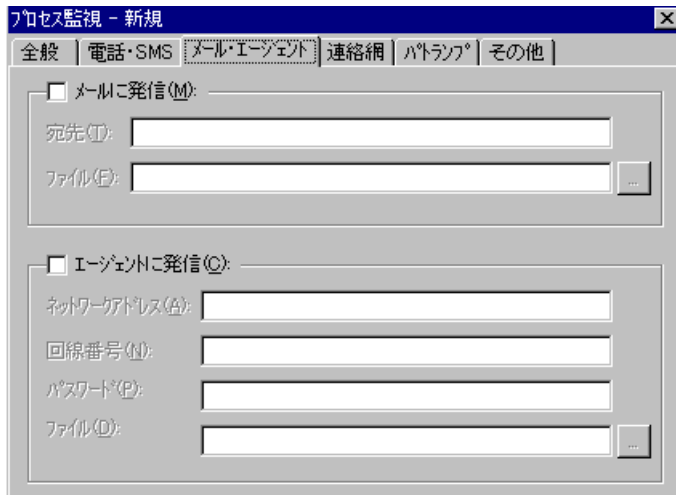 プロセス監視 - 新規
全般 電話・SMS メール・エージェント 連絡網 パトランプ その他
メールに発信(M):
宛先(T):
ファイル(F): ...
エージェントに発信(C):
ネットワークアドレス(A):
回線番号(N):
パスワード(P):
ファイル(D): ...